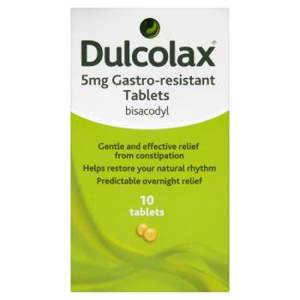 Dulcolax®
5mg Gastro-resistant
Tablets
bisacodyl
Gentle and effective relief
from constipation
Helps restore your natural rhythm
Predictable overnight relief
10
tablets